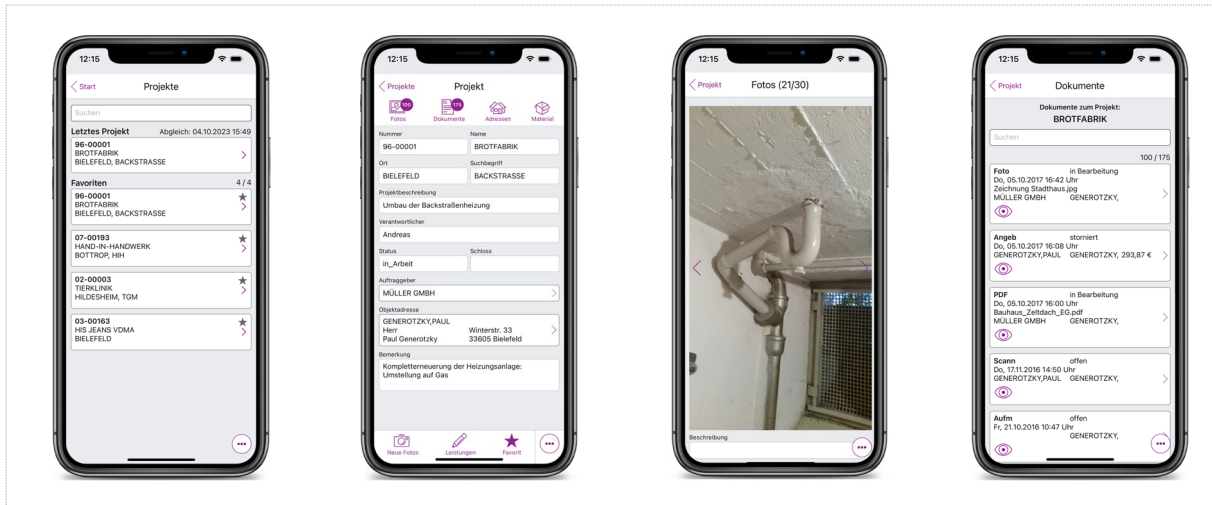 12:15
Start Projekte
Suchen
Letztes Projekt Abgleich: 04.10.2023 15:49
96-00001
BROTFABRIK
BIELEFELD, BACKSTRASSE
Favoriten 4 / 4
96-00001
BROTFABRIK
BIELEFELD, BACKSTRASSE
07-00193
HAND-IN-HANDWERK
BOTTROP, HIH
02-00003
TIERKLINIK
HILDESHEIM, TGM
03-00163
HIS JEANS VDMA
BIELEFELD
12:15
Projekte Projekt
100 175
Fotos Dokumente Adressen Material
Nummer Name
96-00001 BROTFABRIK
Ort Suchbegriff
BIELEFELD BACKSTRASSE
Projektbeschreibung
Umbau der Backstraßenheizung
Verantwortlicher
Andreas
Status Schloss
in_Arbeit
Auftraggeber
MÜLLER GMBH
Objektadresse
GENEROTZKY,PAUL
Herr Winterstr. 33
Paul Generotzky 33605 Bielefeld
Bemerkung
Kompletterneuerung der Heizungsanlage:
Umstellung auf Gas
Neue Fotos Leistungen Favorit
12:15
Projekt Fotos (21/30)
Beschreibung
12:15
Projekt Dokumente
Dokumente zum Projekt:
BROTFABRIK
Suchen
100 / 175
Foto in Bearbeitung
Do, 05.10.2017 16:42 Uhr
Zeichnung Stadthaus.jpg
MÜLLER GMBH GENEROTZKY,
Angeb storniert
Do, 05.10.2017 16:08 Uhr
GENEROTZKY,PAUL GENEROTZKY, 293,87 €
PDF in Bearbeitung
Do, 05.10.2017 16:00 Uhr
Bauhaus_Zeltdach_EG.pdf
MÜLLER GMBH GENEROTZKY,
Scann offen
Do, 17.11.2016 14:50 Uhr
GENEROTZKY,PAUL GENEROTZKY,
Aufm offen
Fr, 21.10.2016 10:47 Uhr
GENEROTZKY,